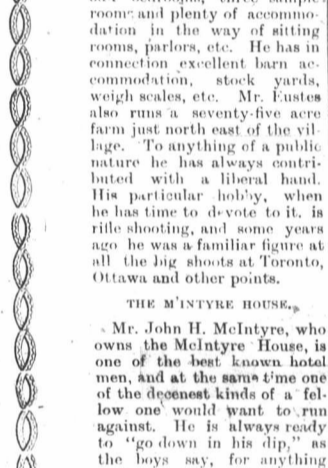 rooms and plenty of accommo-
dation in the way of sitting
rooms, parlors, etc. He has in
connection excellent barn ac-
commodation, stock yards,
weigh scales, etc. Mr. Eustes
also runs a seventy-five acre
farm just north east of the vil-
lage. To anything of a public
nature he has always contri-
buted with a liberal hand.
His particular hobby, when
he has time to devote to it. is
rifle shooting, and some years
ago he was a familiar figure at
all the big shoots at Toronto,
Ottawa and other points.
THE M'INTYRE HOUSE.
Mr. John H. McIntyre, who
owns the McIntyre House, is
one of the best known hotel
men, and at the same t'me one
of the decenest kinds of a fel-
low one would want to run
against. He is always ready
to "go down in his dip," as
the boys say, for anything